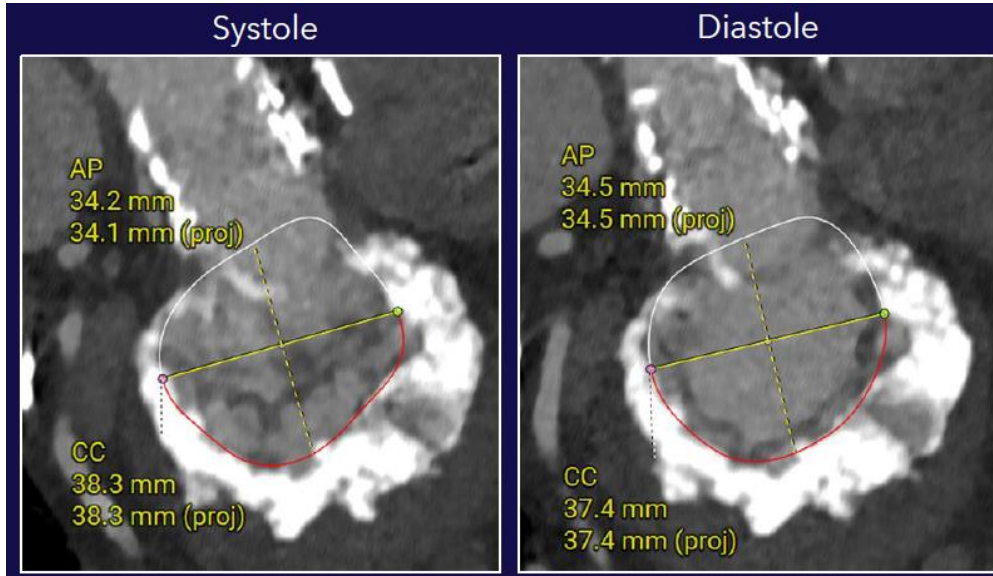 Systole
AP
34.2 mm
34.1 mm (proj)
CC
38.3 mm
38.3 mm (proj)
Diastole
AP
34.5 mm
34.5 mm (proj)
CC
37.4 mm
37.4 mm (proj)